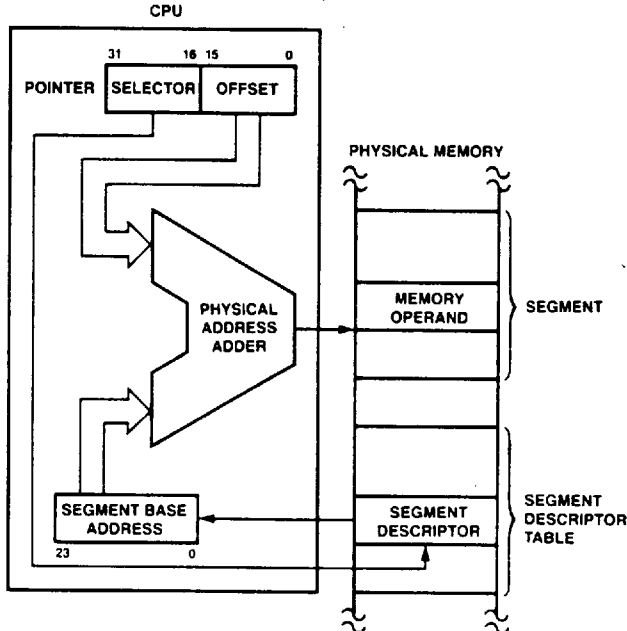 CPU
31 16 15 0
POINTER SELECTOR OFFSET
PHYSICAL MEMORY
PHYSICAL
ADDRESS
ADDER
MEMORY
OPERAND
SEGMENT
SEGMENT BASE
ADDRESS
23 0
SEGMENT
DESCRIPTOR
SEGMENT
DESCRIPTOR
TABLE